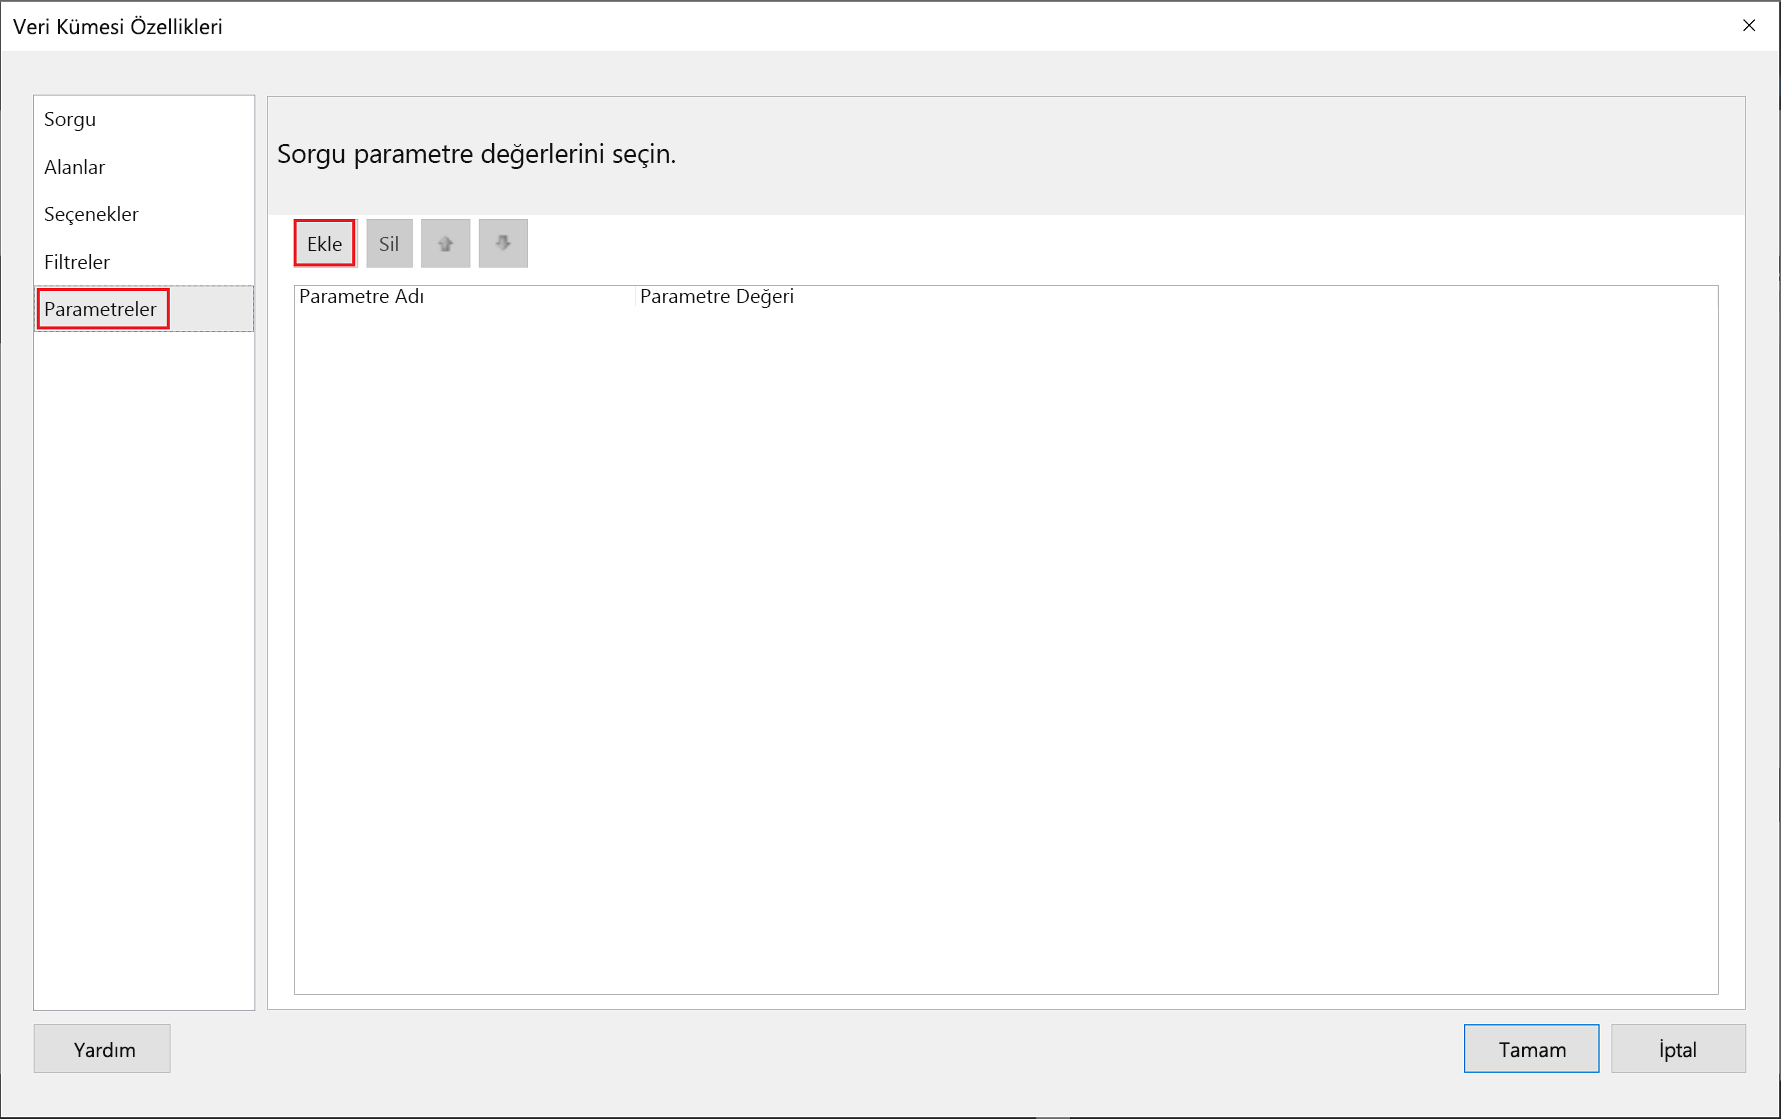 Veri Kümesi Özellikleri
Sorgu
Alanlar
Seçenekler
Filtreler
Parametreler
Sorgu parametre değerlerini seçin.
Ekle Sil
Parametre Adı Parametre Değeri
Yardım Tamam İptal